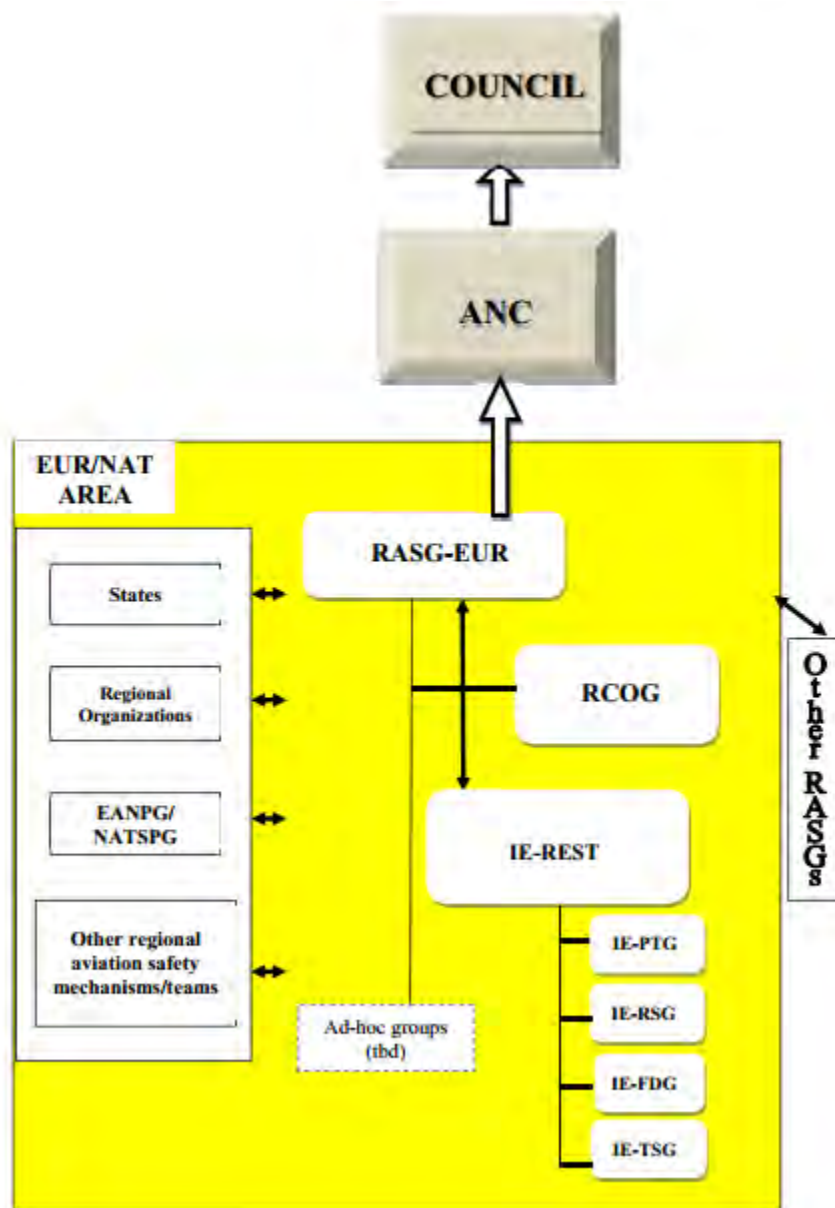 COUNCIL
ANC
EUR/NAT
AREA
RASG-EUR
States
Regional
Organizations
RCOG
Other RASGs
EANPG/
NATSPG
IE-REST
Other regional
aviation safety
mechanisms/teams
IE-PTG
IE-RSG
Ad-hoc groups
(tbd)
IE-FDG
IE-TSG